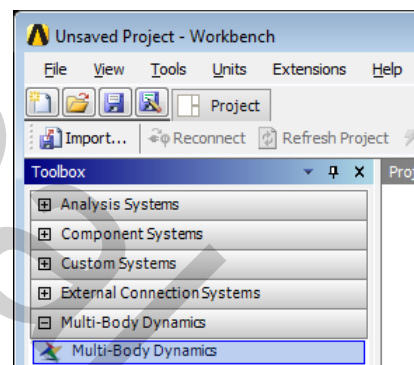 Unsaved Project - Workbench
File View Tools Units Extensions Help
Project
Import... Reconnect Refresh Project
Toolbox
Analysis Systems
Component Systems
Custom Systems
External Connection Systems
Multi-Body Dynamics
Multi-Body Dynamics